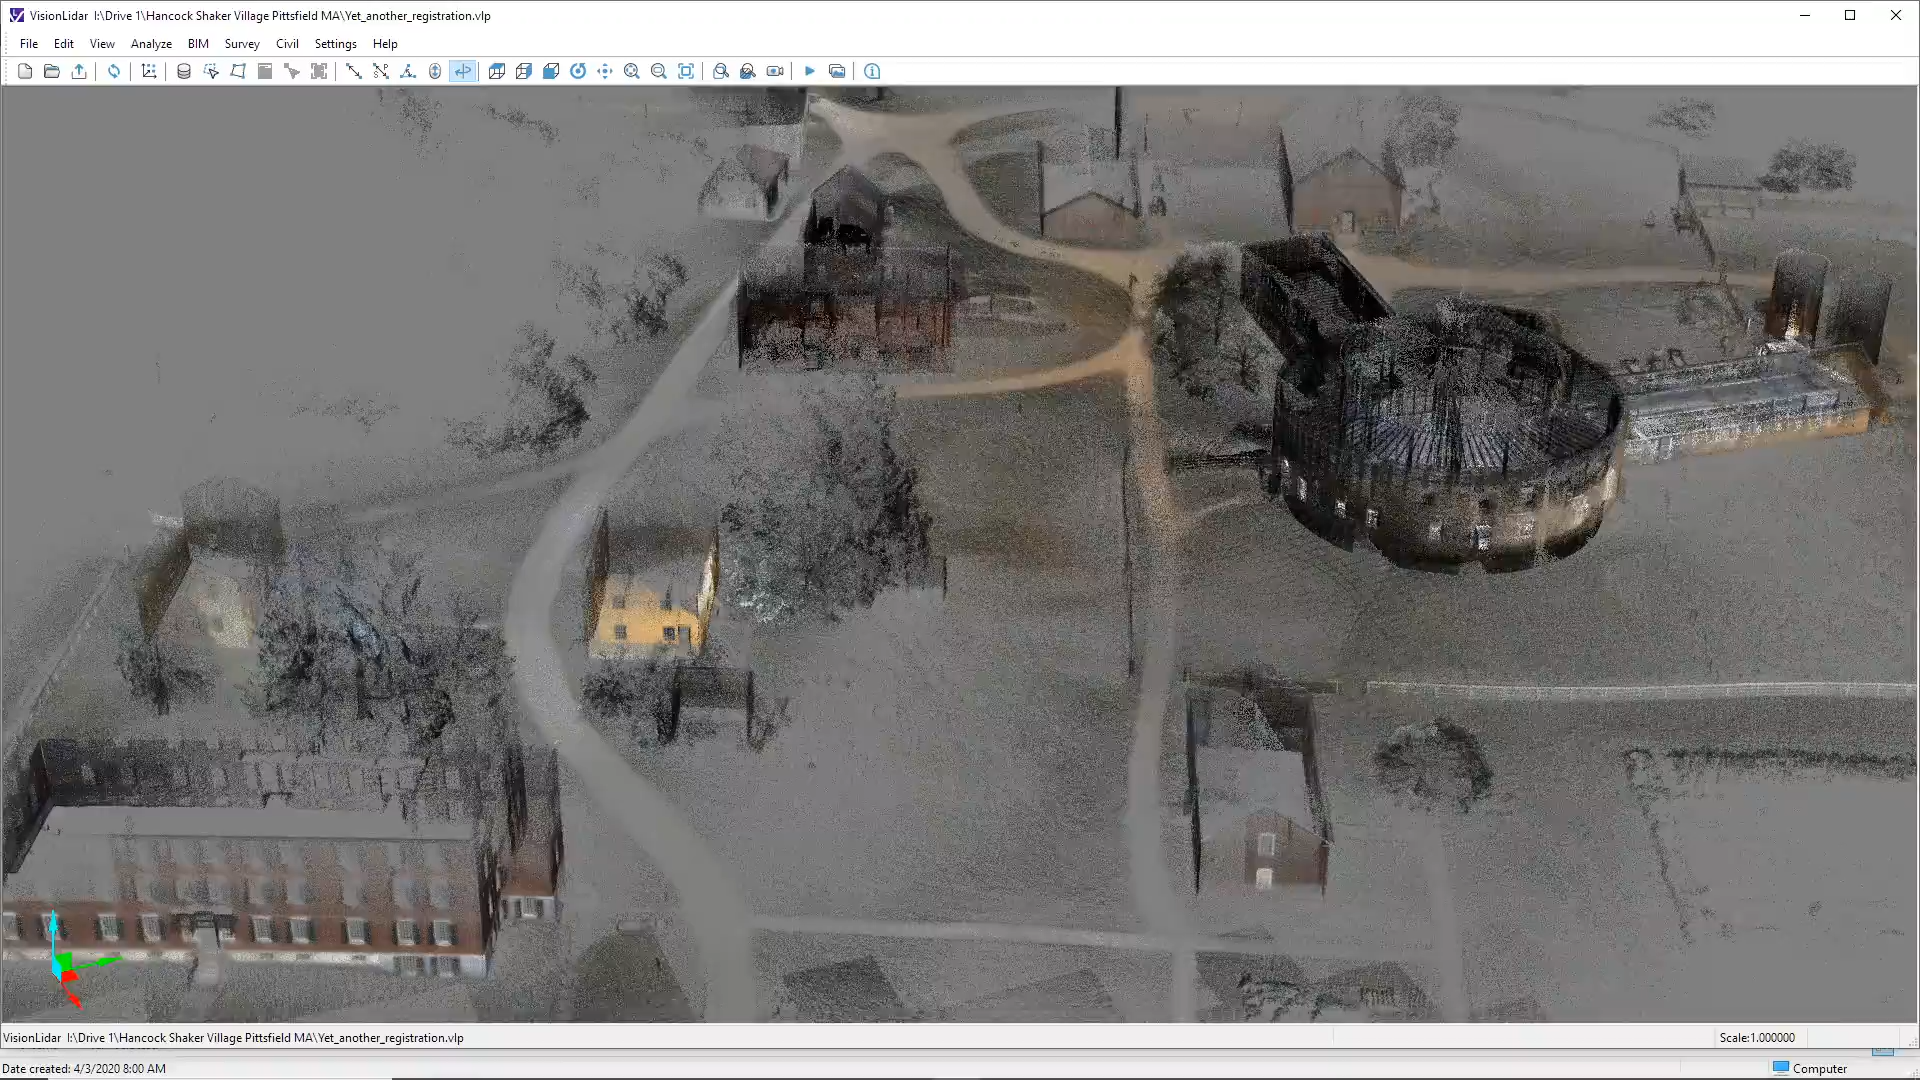 VisionLidar I:\Drive 1\Hancock Shaker Village Pittsfield MA\Yet_another_registration.vlp
File Edit View Analyze BIM Survey Civil Settings Help
VisionLidar I:\Drive 1\Hancock Shaker Village Pittsfield MA\Yet_another_registration.vlp Scale:1.000000
Date created: 4/3/2020 8:00 AM Computer